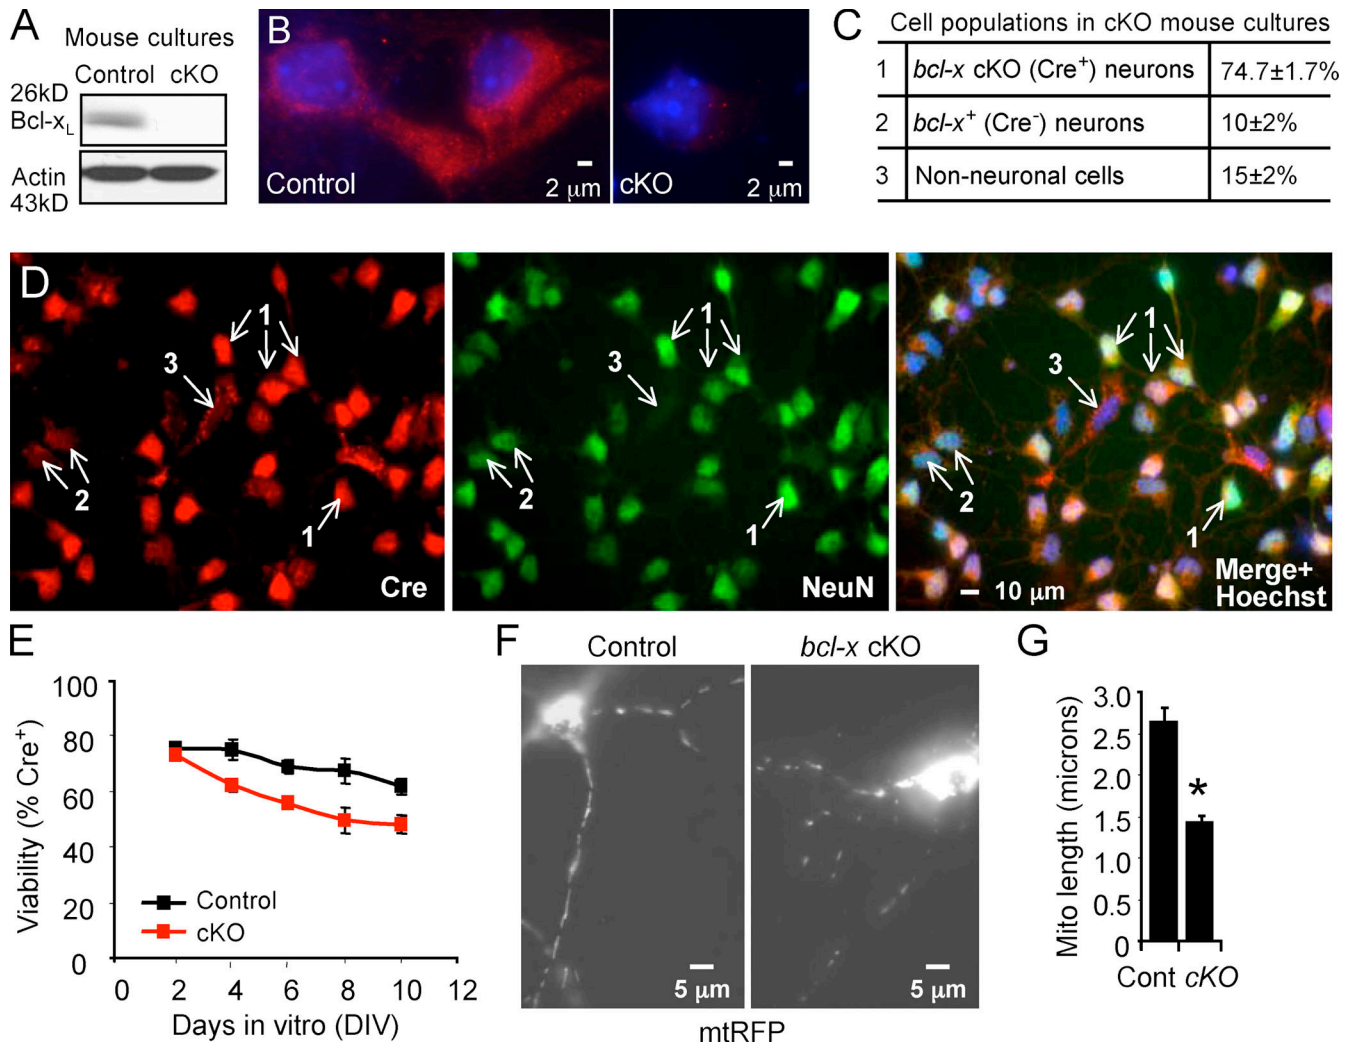 A
Mouse cultures
Control cKO
26kD
Bcl-xL
Actin
43kD
B
Control
2 μm
cKO
2 μm
C
Cell populations in cKO mouse cultures
1 bcl-x cKO (Cre+) neurons 74.7±1.7%
2 bcl-x+ (Cre-) neurons 10±2%
3 Non-neuronal cells 15±2%
D
1
3
2
1
Cre
1
3
2
1
NeuN
1
3
2
1
10 μm
Merge+
Hoechst
E
Viability (% Cre+)
100
80
60
40
20
0
Control
cKO
0 2 4 6 8 10 12
Days in vitro (DIV)
F
Control
bcl-x cKO
5 μm
5 μm
mtRFP
G
Mito length (microns)
3.0
2.5
2.0
1.5
1.0
0.5
0
*
Cont cKO